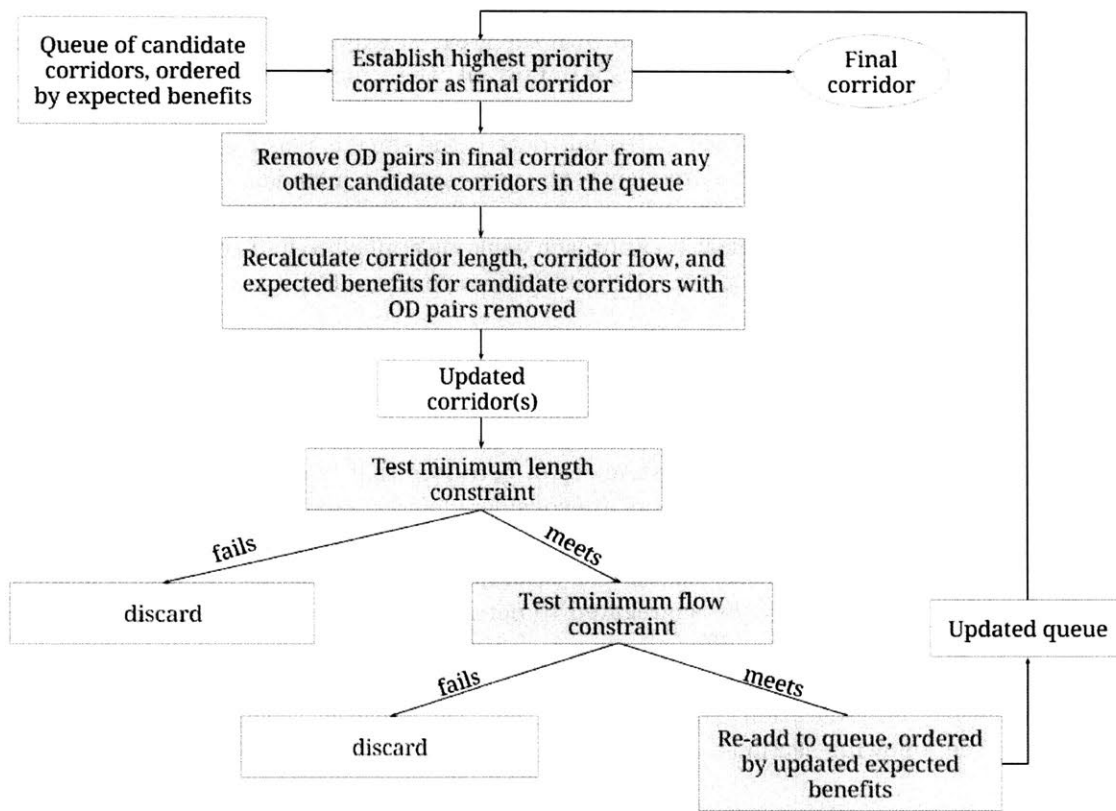 Queue of candidate
corridors, ordered
by expected benefits
Establish highest priority
corridor as final corridor
Final
corridor
Remove OD pairs in final corridor from any
other candidate corridors in the queue
Recalculate corridor length, corridor flow, and
expected benefits for candidate corridors with
OD pairs removed
Updated
corridor(s)
Test minimum length
constraint
fails
meets
discard
Test minimum flow
constraint
Updated queue
fails
meets
discard
Re-add to queue, ordered
by updated expected
benefits